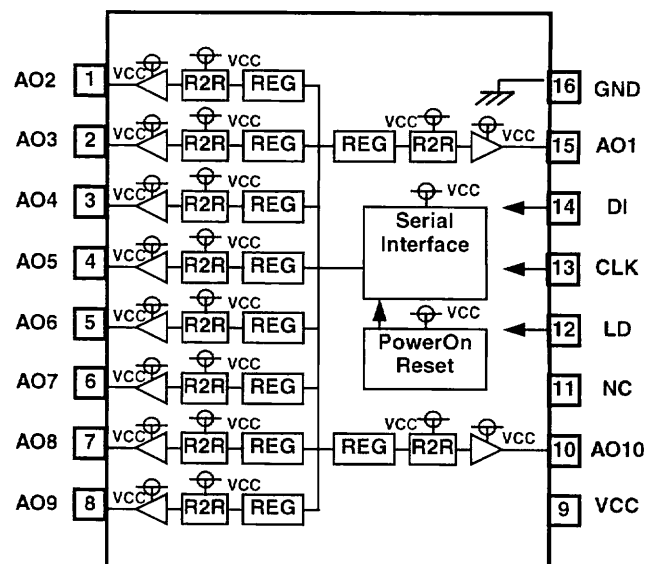 AO2 1 VCC R2R VCC REG
16 GND
AO3 2 VCC R2R VCC REG REG VCC R2R VCC 15 AO1
AO4 3 VCC R2R VCC REG
VCC
Serial
Interface
14 DI
AO5 4 VCC R2R VCC REG
13 CLK
AO6 5 VCC R2R VCC REG
VCC
PowerOn
Reset
12 LD
AO7 6 VCC R2R VCC REG
11 NC
AO8 7 VCC R2R VCC REG REG VCC R2R VCC 10 AO10
AO9 8 VCC R2R VCC REG
9 VCC